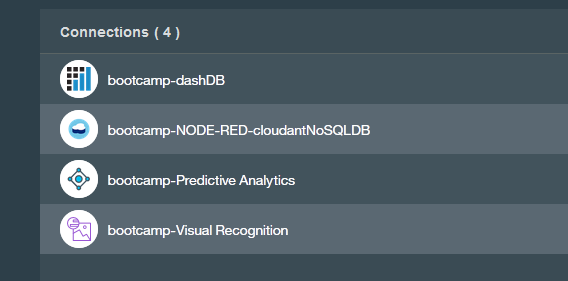 Connections ( 4 )
bootcamp-dashDB
bootcamp-NODE-RED-cloudantNoSQLDB
bootcamp-Predictive Analytics
bootcamp-Visual Recognition